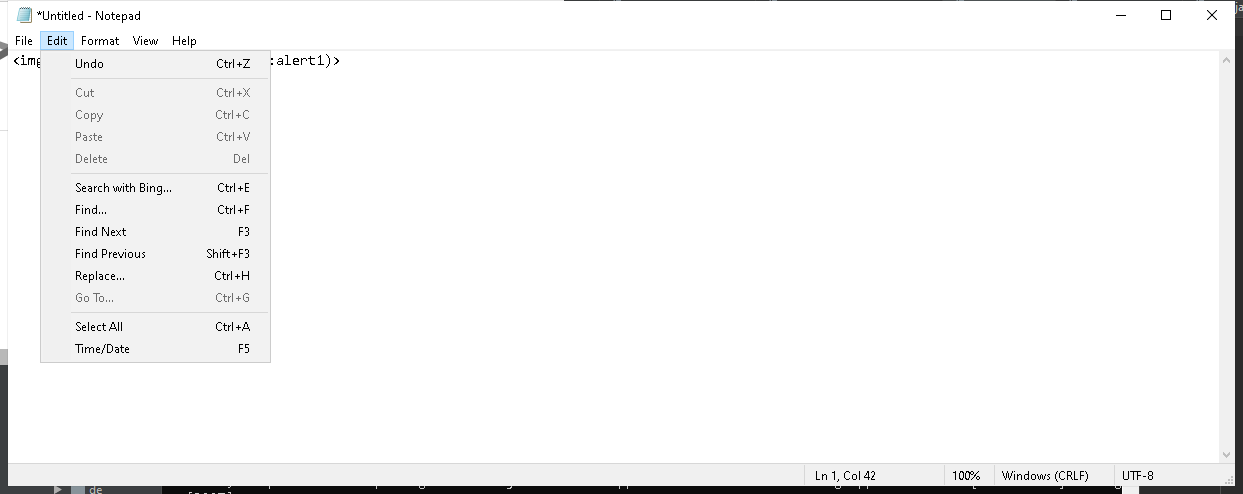 *Untitled - Notepad
File Edit Format View Help
<img :alert1)>
Undo Ctrl+Z
Cut Ctrl+X
Copy Ctrl+C
Paste Ctrl+V
Delete Del
Search with Bing... Ctrl+E
Find... Ctrl+F
Find Next F3
Find Previous Shift+F3
Replace... Ctrl+H
Go To... Ctrl+G
Select All Ctrl+A
Time/Date F5
Ln 1, Col 42 100% Windows (CRLF) UTF-8
de